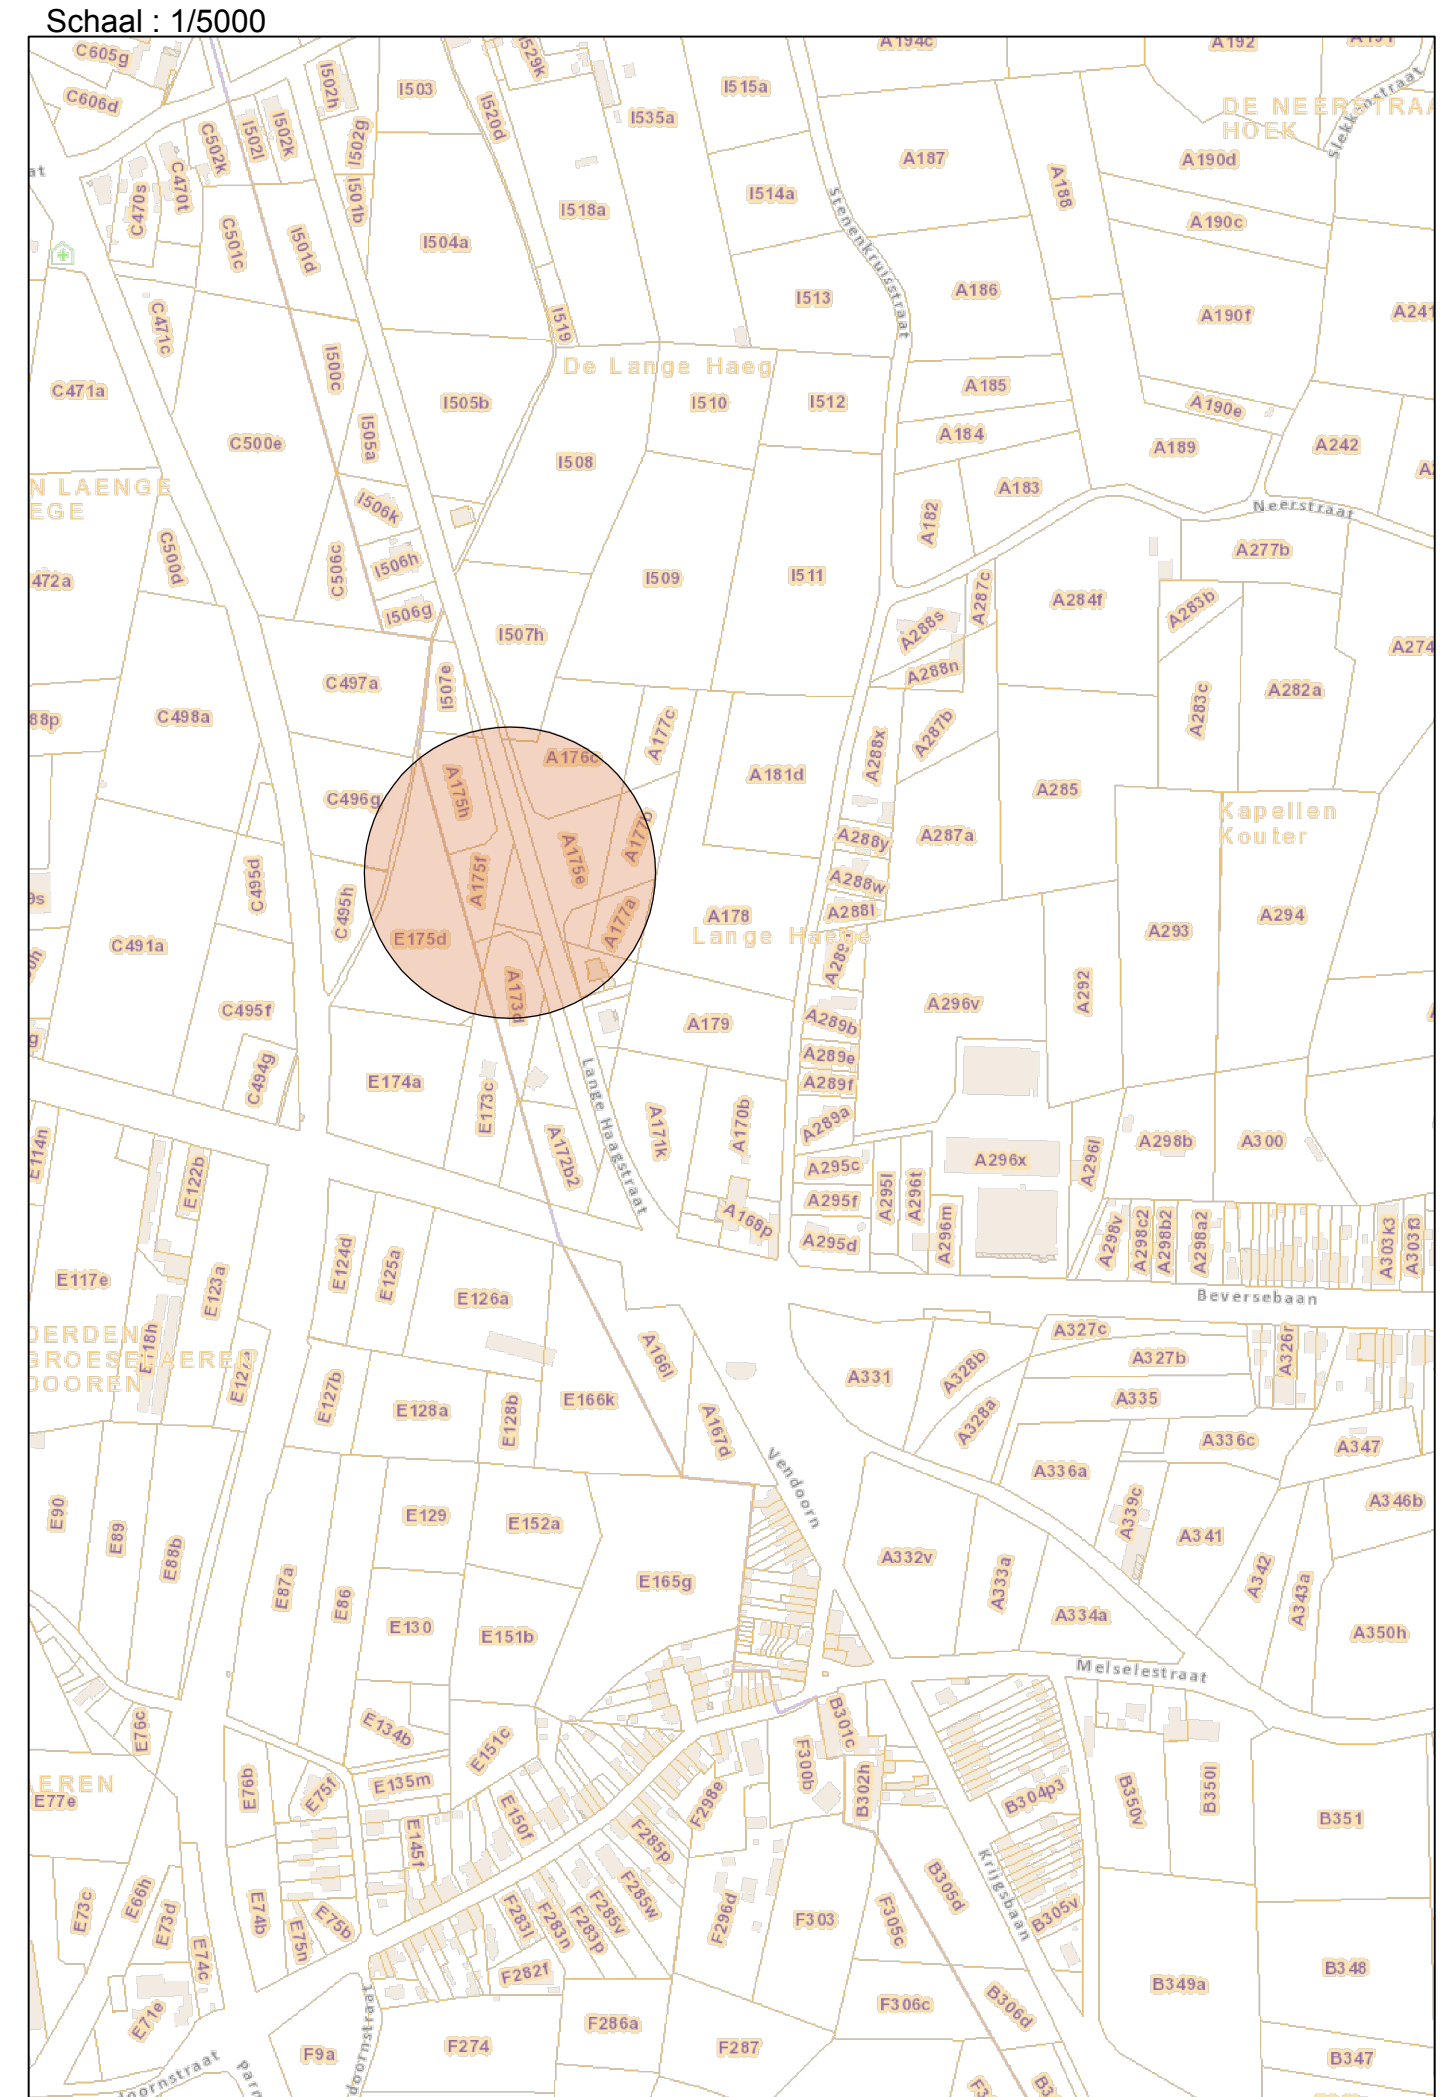 Schaal : 1/5000
C605g
I529k
A194c
A192
C606d
I502h
I503
I515a
DE NEERSTRAA
HOEK
Slekkenstraat
I520d
I535a
C502k
I502l
I502k
I502g
A187
A190d
C470s
C470t
I501b
I514a
A188
I518a
A190c
C501c
I501d
I504a
Stenenkruisstraat
I513
A186
A190f
A241
C471c
I519
I500c
De Lange Haeg
C471a
I505b
I510
I512
A185
A190e
C500e
I505a
I508
A184
A189
A242
N LAENGE
EGE
I506k
A183
A182
Neerstraat
C500d
C506c
I506h
I509
I511
A277b
472a
I506g
I507h
A287c
A284f
A283b
A288s
A274
C497a
I507e
A288n
88p
C498a
A177c
A287b
A283c
A282a
A176c
A288x
C496g
A175h
A181d
A285
Kapellen
Kouter
A177b
A288y
A287a
A175f
A175e
C495d
A288w
9s
C495h
A177a
A178
A288l
A294
C491a
E175d
Lange Haege
A293
C495f
A173d
A292
A296v
A179
A289b
C494g
E174a
E173c
A289e
A289f
Lange Haagstraat
A171k
A170b
A289a
E114n
A172b2
A298b
A300
E122b
A295c
A296x
A296l
A295l
A296t
A295f
A168p
A296m
A295d
A298v
A298c2
A298b2
A298a2
A303k3
A303f3
E124d
E125a
E117e
E123a
E126a
Beversebaan
E118h
A166l
A327c
A326r
A328b
A327b
A331
E127b
E128a
E128b
E166k
A335
A328a
A167d
A336c
A347
Vendoorn
A336a
E90
E89
E88b
E129
E152a
A339c
A341
A346b
A332v
E87a
E86
E165g
A333a
A342
A343a
E130
E151b
A334a
A350h
Melselestraat
E76c
E134b
E151c
B301c
F300b
AEREN
E77e
E76b
E75f
E135m
F298e
B302h
B304p3
B350v
B350l
B351
E150f
F285p
E145f
Krijgsbaan
E73c
E66h
E73d
E74b
E75n
E75b
F283l
F283n
F283p
F285v
F285w
F296d
F303
F305c
B305d
B305v
E74c
F282f
B348
B349a
E71e
F306c
B306d
F286a
F9a
F274
F287
B347